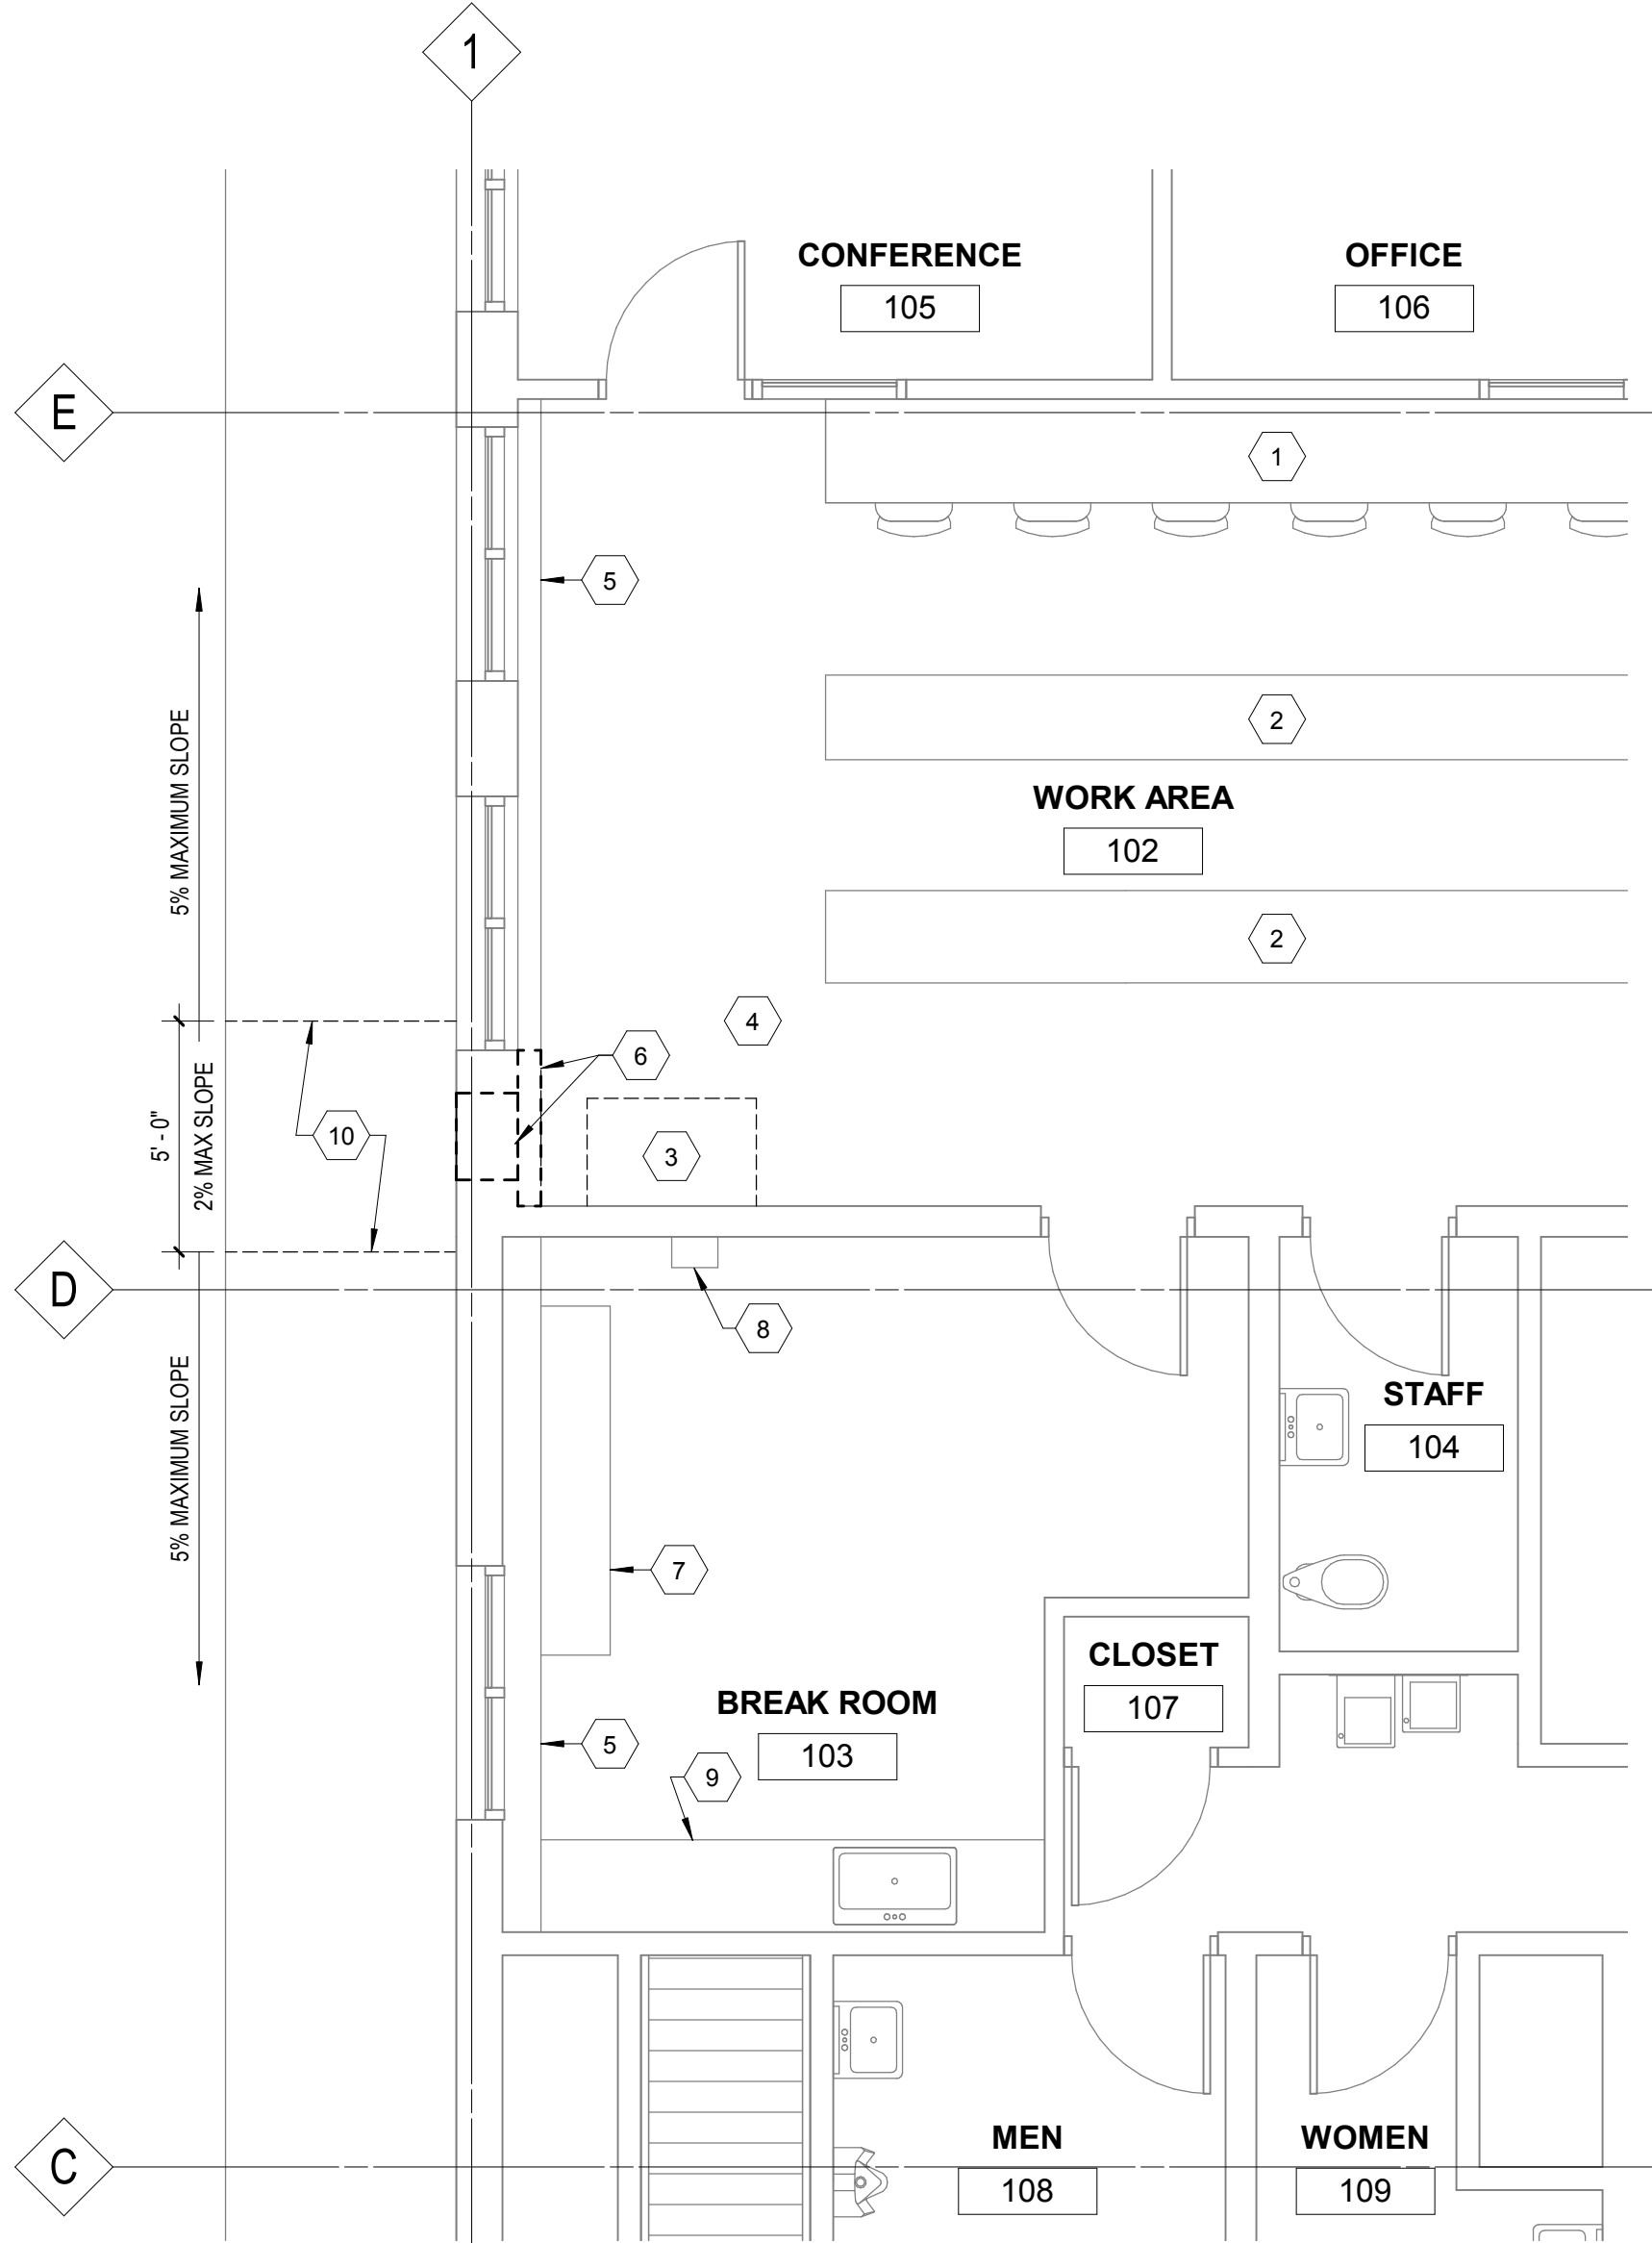 1
CONFERENCE
105
OFFICE
106
E
1
5
2
5% MAXIMUM SLOPE
WORK AREA
102
2
4
6
5' - 0"
2% MAX SLOPE
10
3
D
8
5% MAXIMUM SLOPE
STAFF
104
7
CLOSET
107
BREAK ROOM
103
5
9
C
MEN
108
WOMEN
109